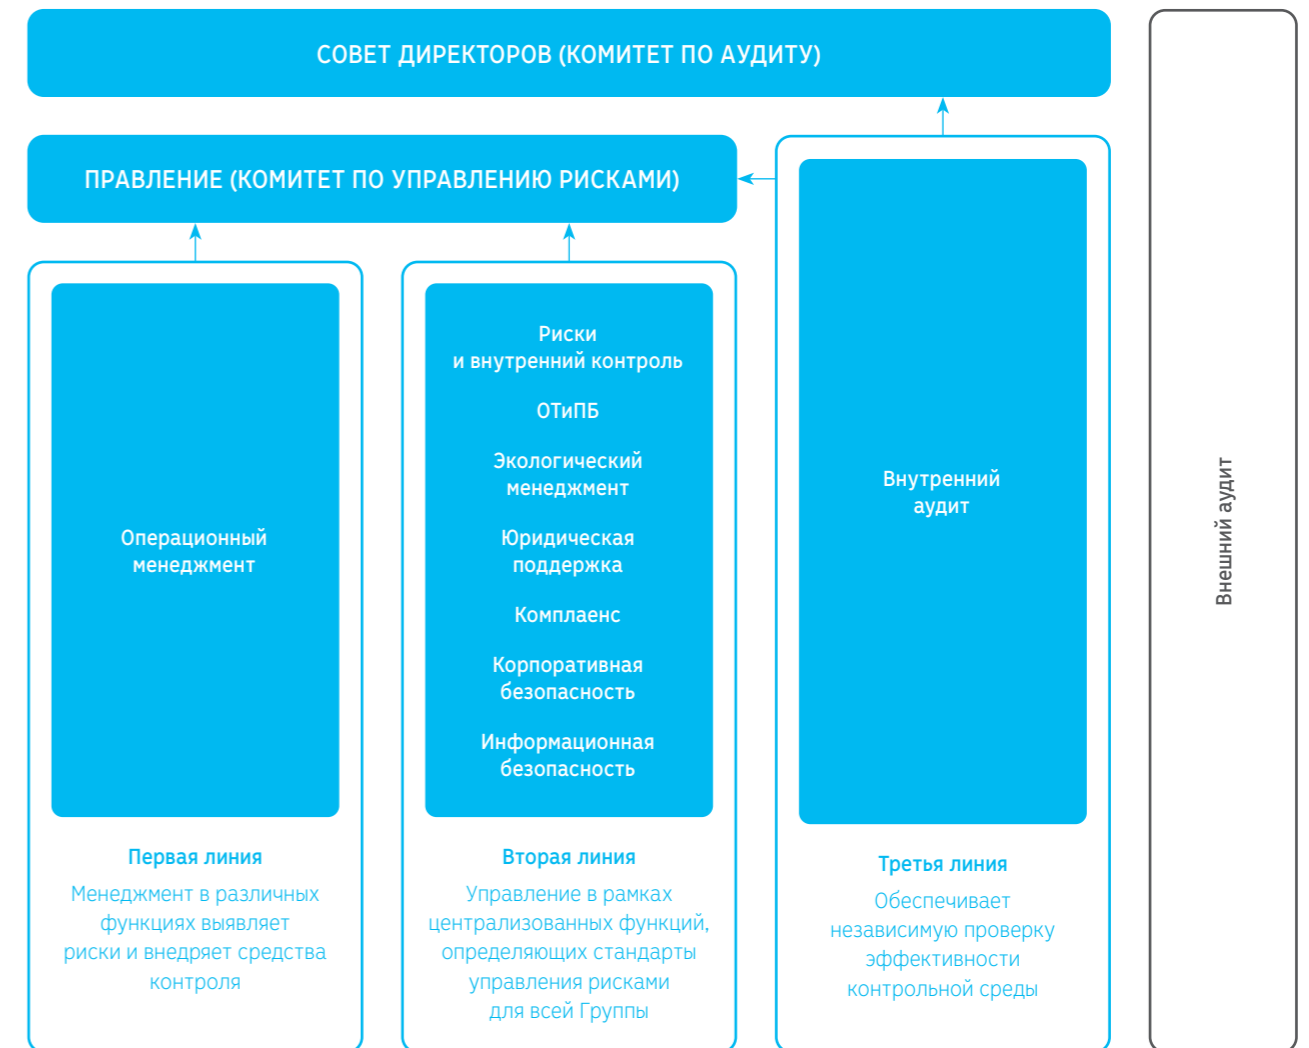 СОВЕТ ДИРЕКТОРОВ (КОМИТЕТ ПО АУДИТУ)
ПРАВЛЕНИЕ (КОМИТЕТ ПО УПРАВЛЕНИЮ РИСКАМИ)
Операционный
менеджмент
Первая линия
Менеджмент в различных
функциях выявляет
риски и внедряет средства
контроля
Риски
и внутренний контроль
ОТиПБ
Экологический
менеджмент
Юридическая
поддержка
Комплаенс
Корпоративная
безопасность
Информационная
безопасность
Вторая линия
Управление в рамках
централизованных функций,
определяющих стандарты
управления рисками
для всей Группы
Внутренний
аудит
Третья линия
Обеспечивает
независимую проверку
эффективности
контрольной среды
Внешний аудит